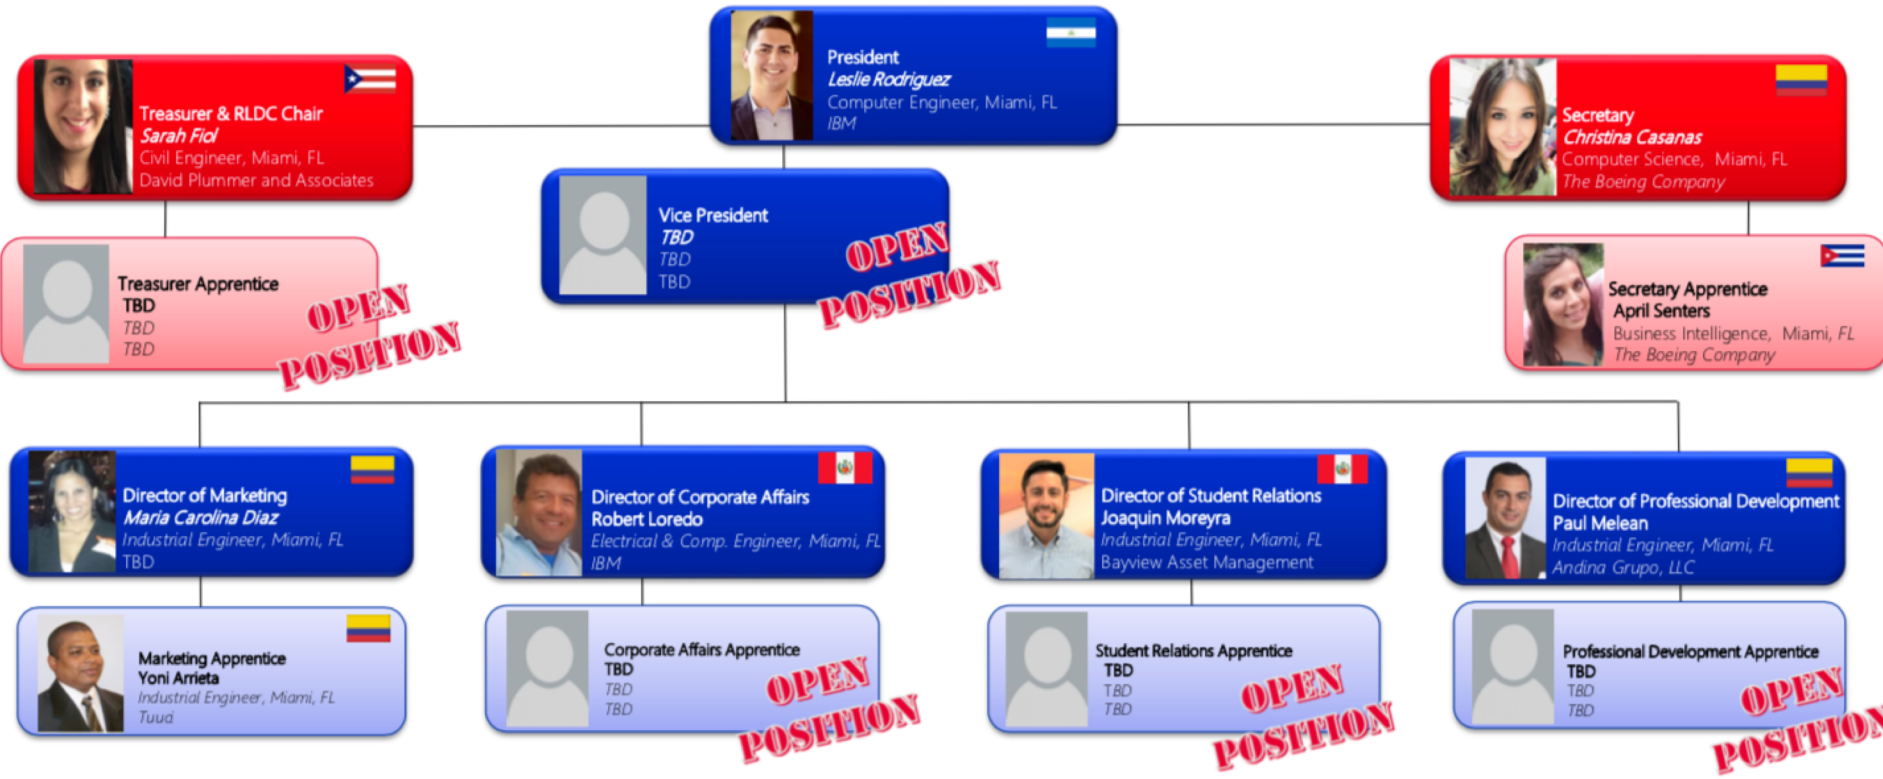 President
Leslie Rodriguez
Computer Engineer, Miami, FL
IBM
Treasurer & RLDC Chair
Sarah Fiol
Civil Engineer, Miami, FL
David Plummer and Associates
Secretary
Christina Casanas
Computer Science, Miami, FL
The Boeing Company
Vice President
TBD
TBD
TBD
OPEN
POSITION
Treasurer Apprentice
TBD
TBD
TBD
OPEN
POSITION
Secretary Apprentice
April Senters
Business Intelligence, Miami, FL
The Boeing Company
Director of Marketing
Maria Carolina Diaz
Industrial Engineer, Miami, FL
TBD
Director of Corporate Affairs
Robert Loredo
Electrical & Comp. Engineer, Miami, FL
IBM
Director of Student Relations
Joaquin Moreyra
Industrial Engineer, Miami, FL
Bayview Asset Management
Director of Professional Development
Paul Melean
Industrial Engineer, Miami, FL
Andina Grupo, LLC
Marketing Apprentice
Yoni Arrieta
Industrial Engineer, Miami, FL
Tuud
Corporate Affairs Apprentice
TBD
TBD
TBD
OPEN
POSITION
Student Relations Apprentice
TBD
TBD
TBD
OPEN
POSITION
Professional Development Apprentice
TBD
TBD
TBD
OPEN
POSITION